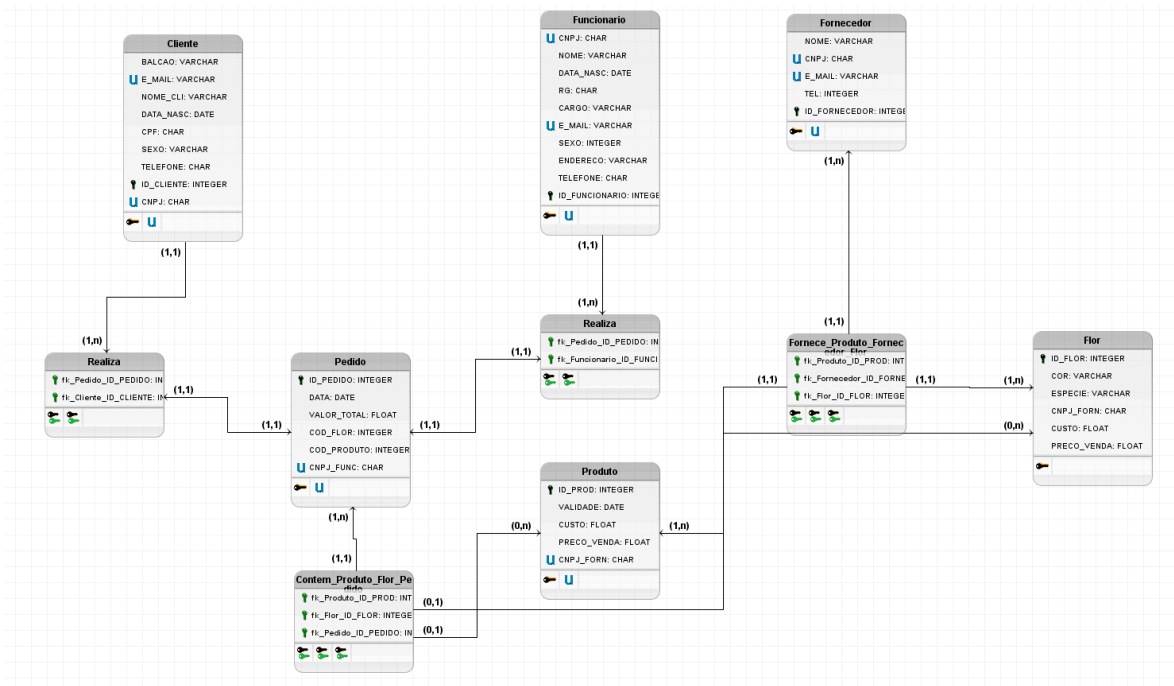 Cliente
BALCAO: VARCHAR
U E_MAIL: VARCHAR
NOME_CLI: VARCHAR
DATA_NASC: DATE
CPF: CHAR
SEXO: VARCHAR
TELEFONE: CHAR
ID_CLIENTE: INTEGER
U CNPJ: CHAR
U
(1,1)
Funcionario
U CNPJ: CHAR
NOME: VARCHAR
DATA_NASC: DATE
RG: CHAR
CARGO: VARCHAR
U E_MAIL: VARCHAR
SEXO: INTEGER
ENDERECO: VARCHAR
TELEFONE: CHAR
ID_FUNCIONARIO: INTEGE
U
(1,1)
Fornecedor
NOME: VARCHAR
U CNPJ: CHAR
U E_MAIL: VARCHAR
TEL: INTEGER
ID_FORNECEDOR: INTEGE
U
(1,n)
(1,n)
Realiza
fk_Pedido_ID_PEDIDO: IN
fk_Cliente_ID_CLIENTE: IN
(1,1)
(1,1)
Pedido
ID_PEDIDO: INTEGER
DATA: DATE
VALOR_TOTAL: FLOAT
COD_FLOR: INTEGER
COD_PRODUTO: INTEGER
U CNPJ_FUNC: CHAR
U
(1,1)
(1,n)
(1,n)
Realiza
fk_Pedido_ID_PEDIDO: IN
fk_Funcionario_ID_FUNCI
(1,1)
(1,1)
Fornece_Produto_Fornec
edor_Flor
fk_Produto_ID_PROD: INT
fk_Fornecedor_ID_FORNE
fk_Flor_ID_FLOR: INTEGE
(1,1)
(1,1)
(1,n)
(0,n)
Flor
ID_FLOR: INTEGER
COR: VARCHAR
ESPECIE: VARCHAR
CNPJ_FORN: CHAR
CUSTO: FLOAT
PRECO_VENDA: FLOAT
Produto
ID_PROD: INTEGER
VALIDADE: DATE
CUSTO: FLOAT
PRECO_VENDA: FLOAT
U CNPJ_FORN: CHAR
U
(0,n)
(1,n)
(1,1)
Contem_Produto_Flor_Pe
dido
fk_Produto_ID_PROD: INT
fk_Flor_ID_FLOR: INTEGE
fk_Pedido_ID_PEDIDO: IN
(0,1)
(0,1)